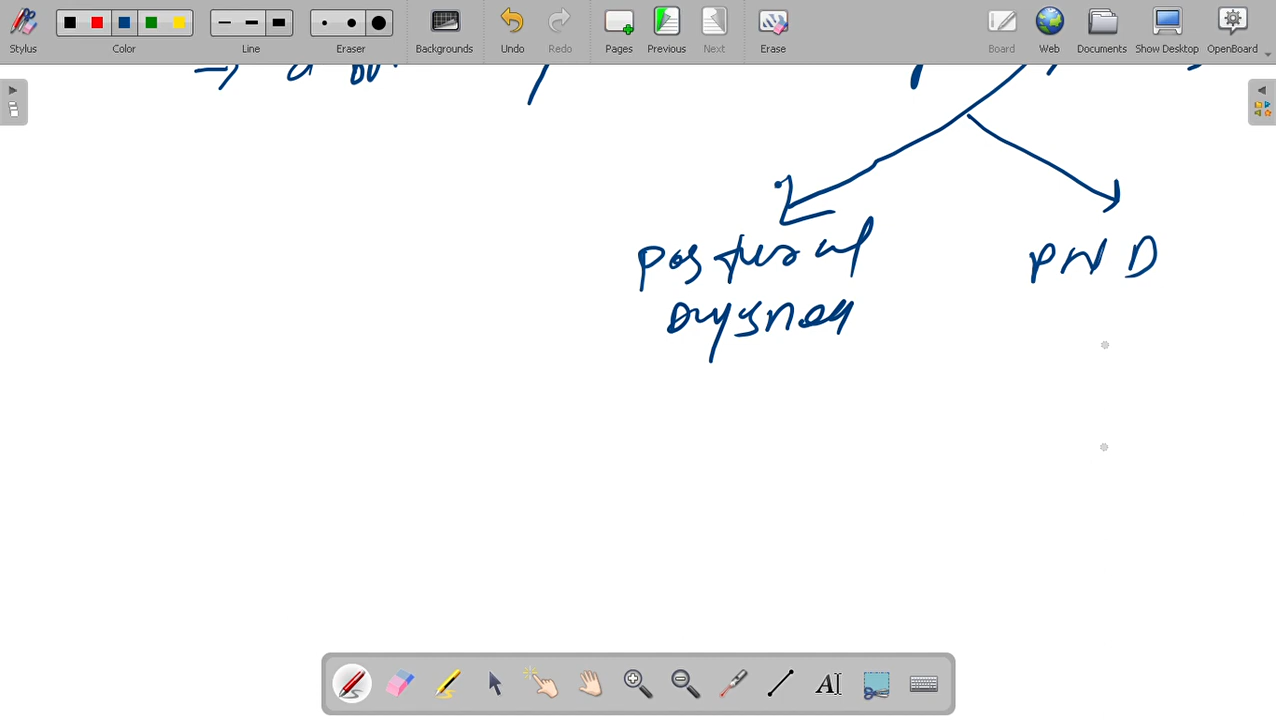 Stylus Color Line Eraser Backgrounds Undo Redo Pages Previous Next Erase Board Web Documents Show Desktop OpenBoard
postural PND
Dyspnea